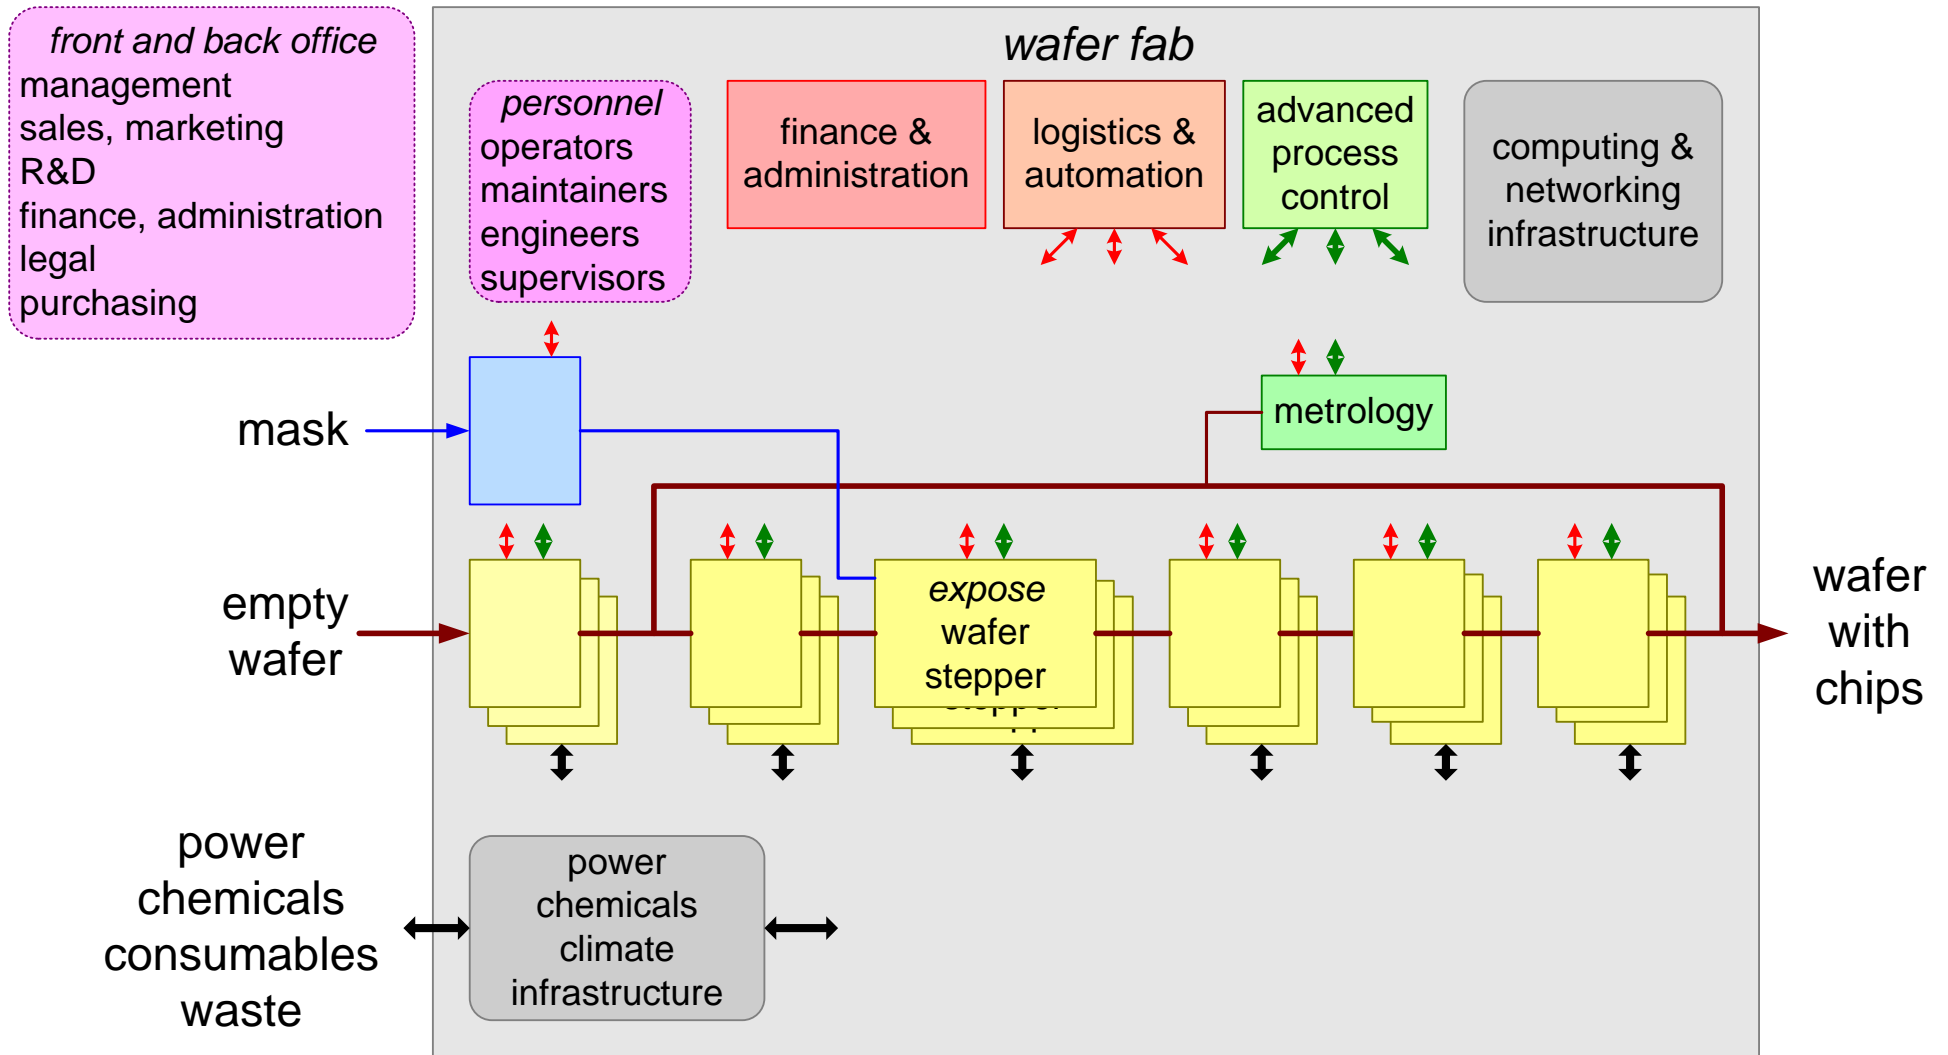 front and back office
management
sales, marketing
R&D
finance, administration
legal
purchasing
wafer fab
personnel
operators
maintainers
engineers
supervisors
finance &
administration
logistics &
automation
advanced
process
control
computing &
networking
infrastructure
mask
metrology
empty
wafer
expose
wafer
stepper
wafer
with
chips
power
chemicals
consumables
waste
power
chemicals
climate
infrastructure